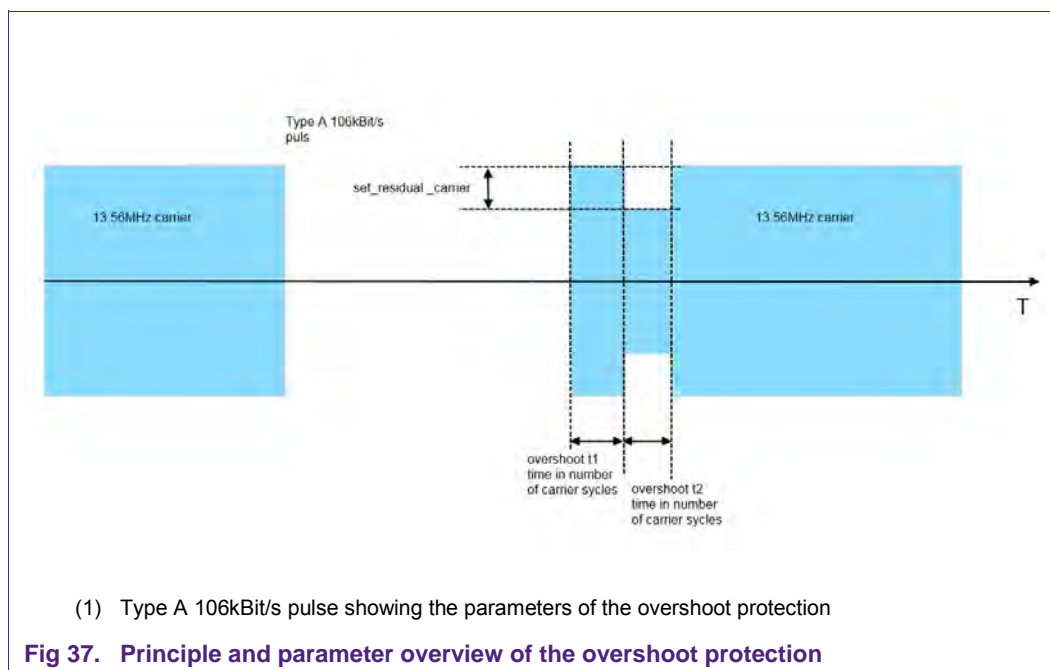 Type A 106kBit/s
puls
set_residual _carrier
13 56MHz carrier
13 56MHz carrier
T
overshoot t1
time in number
of carrier sycles
overshoot t2
time in number
of carrier sycles
(1) Type A 106kBit/s pulse showing the parameters of the overshoot protection
Fig 37. Principle and parameter overview of the overshoot protection